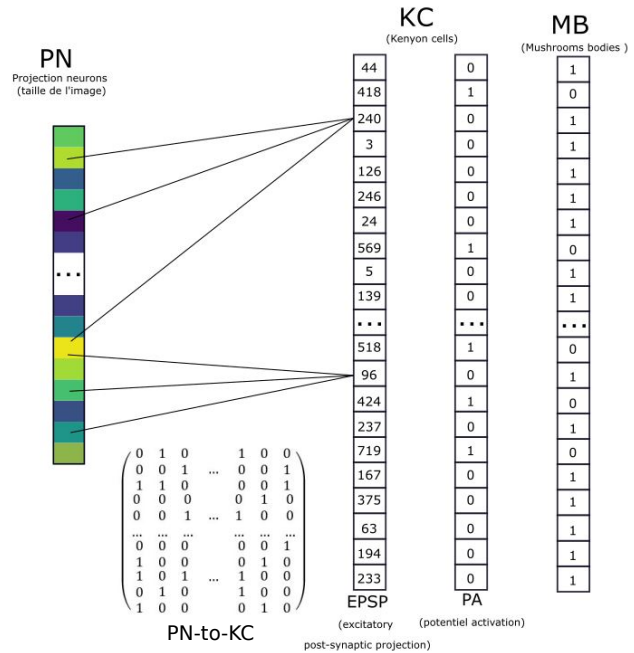 PN
Projection neurons
(taille de l'image)
...
KC
(Kenyon cells)
44
418
240
3
126
246
24
569
5
139
...
518
96
424
237
719
167
375
63
194
233
EPSP
(excitatory
post-synaptic projection)
0
1
0
0
0
0
0
1
0
0
...
1
0
1
0
1
0
0
0
0
0
PA
(potentiel activation)
MB
(Mushrooms bodies )
1
0
1
1
1
1
1
0
1
1
...
0
1
0
1
0
1
1
1
1
1
0 1 0 1 0 0
0 0 1 ... 0 0 1
1 1 0 0 0 1
0 0 0 0 1 0
0 0 1 ... 1 0 0
... ... ... ... ... ...
0 0 0 0 0 1
0 0 0 0 1 0
1 0 1 ... 1 0 0
0 1 0 0 1 0
1 0 0 0 1 0
PN-to-KC